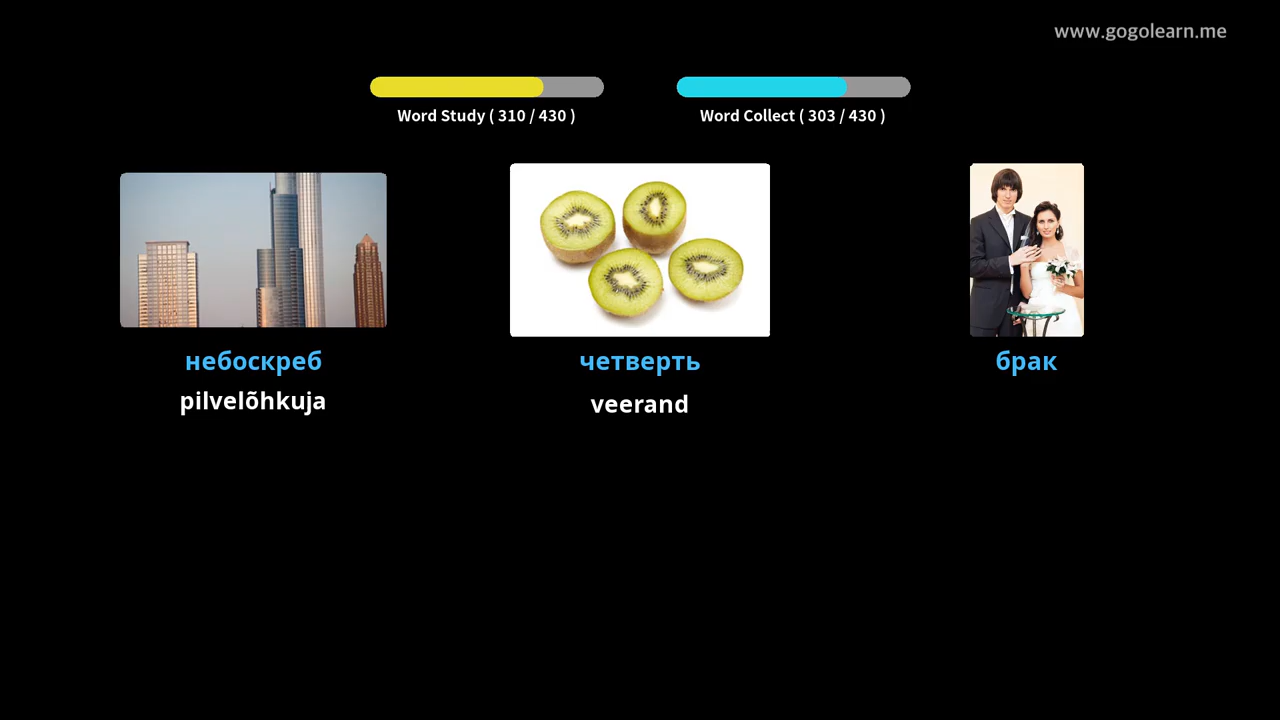 www.gogolearn.me
Word Study ( 310 / 430 )
Word Collect ( 303 / 430 )
небоскреб
pilvelõhkuja
четверть
veerand
брак